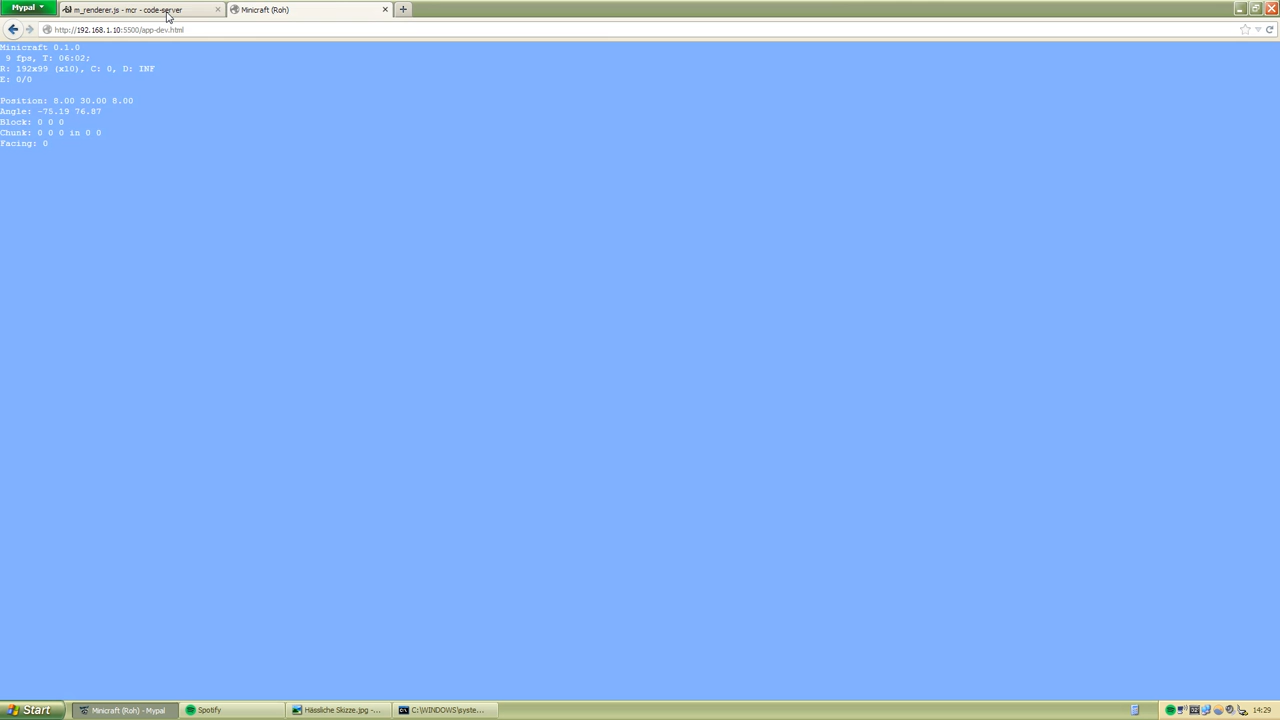 Mypal
m_renderer.js - mcr - code-server
Minicraft (Roh)
http://192.168.1.10:5500/app-dev.html
Minicraft 0.1.0
9 fps, T: 06:02;
R: 192x99 (x10), C: 0, D: INF
E: 0/0
Position: 8.00 30.00 8.00
Angle: -75.19 76.87
Block: 0 0 0
Chunk: 0 0 0 in 0 0
Facing: 0
Start
Minicraft (Roh) - Mypal
Spotify
Hässliche Skizze.jpg -...
C:\WINDOWS\syste...
14:29